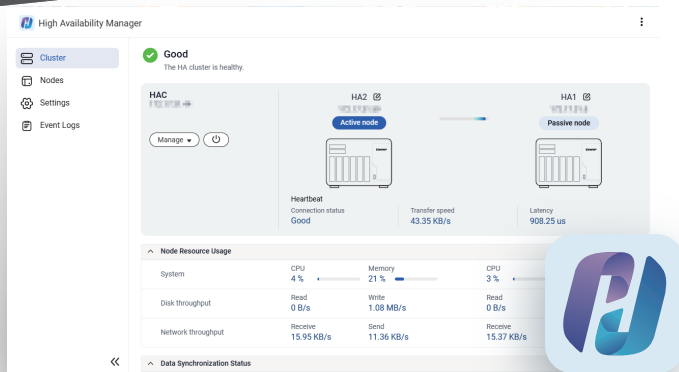 High Availability Manager
Cluster
Nodes
Settings
Event Logs
Good
The HA cluster is healthy.
HAC
Manage
HA2
Active node
HA1
Passive node
Heartbeat
Connection status
Good
Transfer speed
43.35 KB/s
Latency
908.25 us
Node Resource Usage
System
CPU
4 %
Memory
21 %
CPU
3 %
Disk throughput
Read
0 B/s
Write
1.08 MB/s
Read
0 B/s
Network throughput
Receive
15.95 KB/s
Send
11.36 KB/s
Receive
15.37 KB/s
Data Synchronization Status